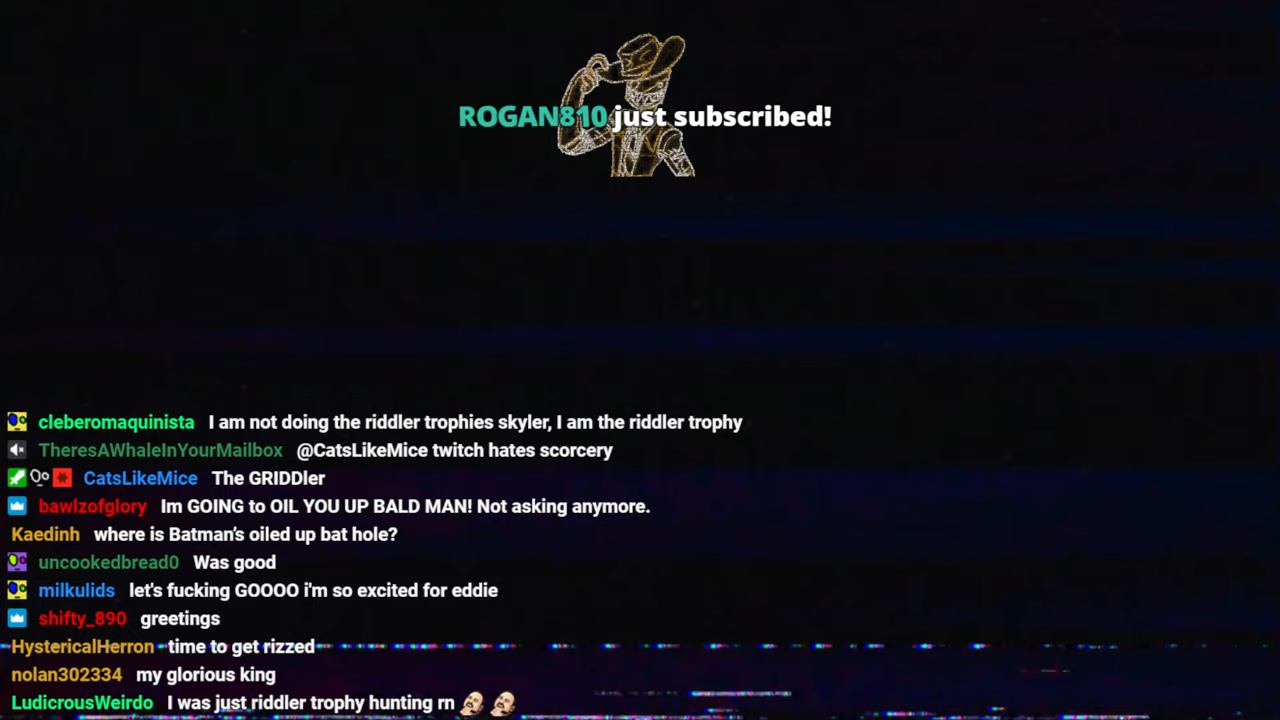 ROGAN810 just subscribed!
cleberomaquinista I am not doing the riddler trophies skyler, I am the riddler trophy
TheresAWhaleInYourMailbox @CatsLikeMice twitch hates scorcery
CatsLikeMice The GRIDDler
bawlzofglory Im GOING to OIL YOU UP BALD MAN! Not asking anymore.
Kaedinh where is Batman's oiled up bat hole?
uncookedbread0 Was good
milkulids let's fucking GOOOO i'm so excited for eddie
shifty_890 greetings
HystericalHerron time to get rizzed
nolan302334 my glorious king
LudicrousWeirdo I was just riddler trophy hunting rn